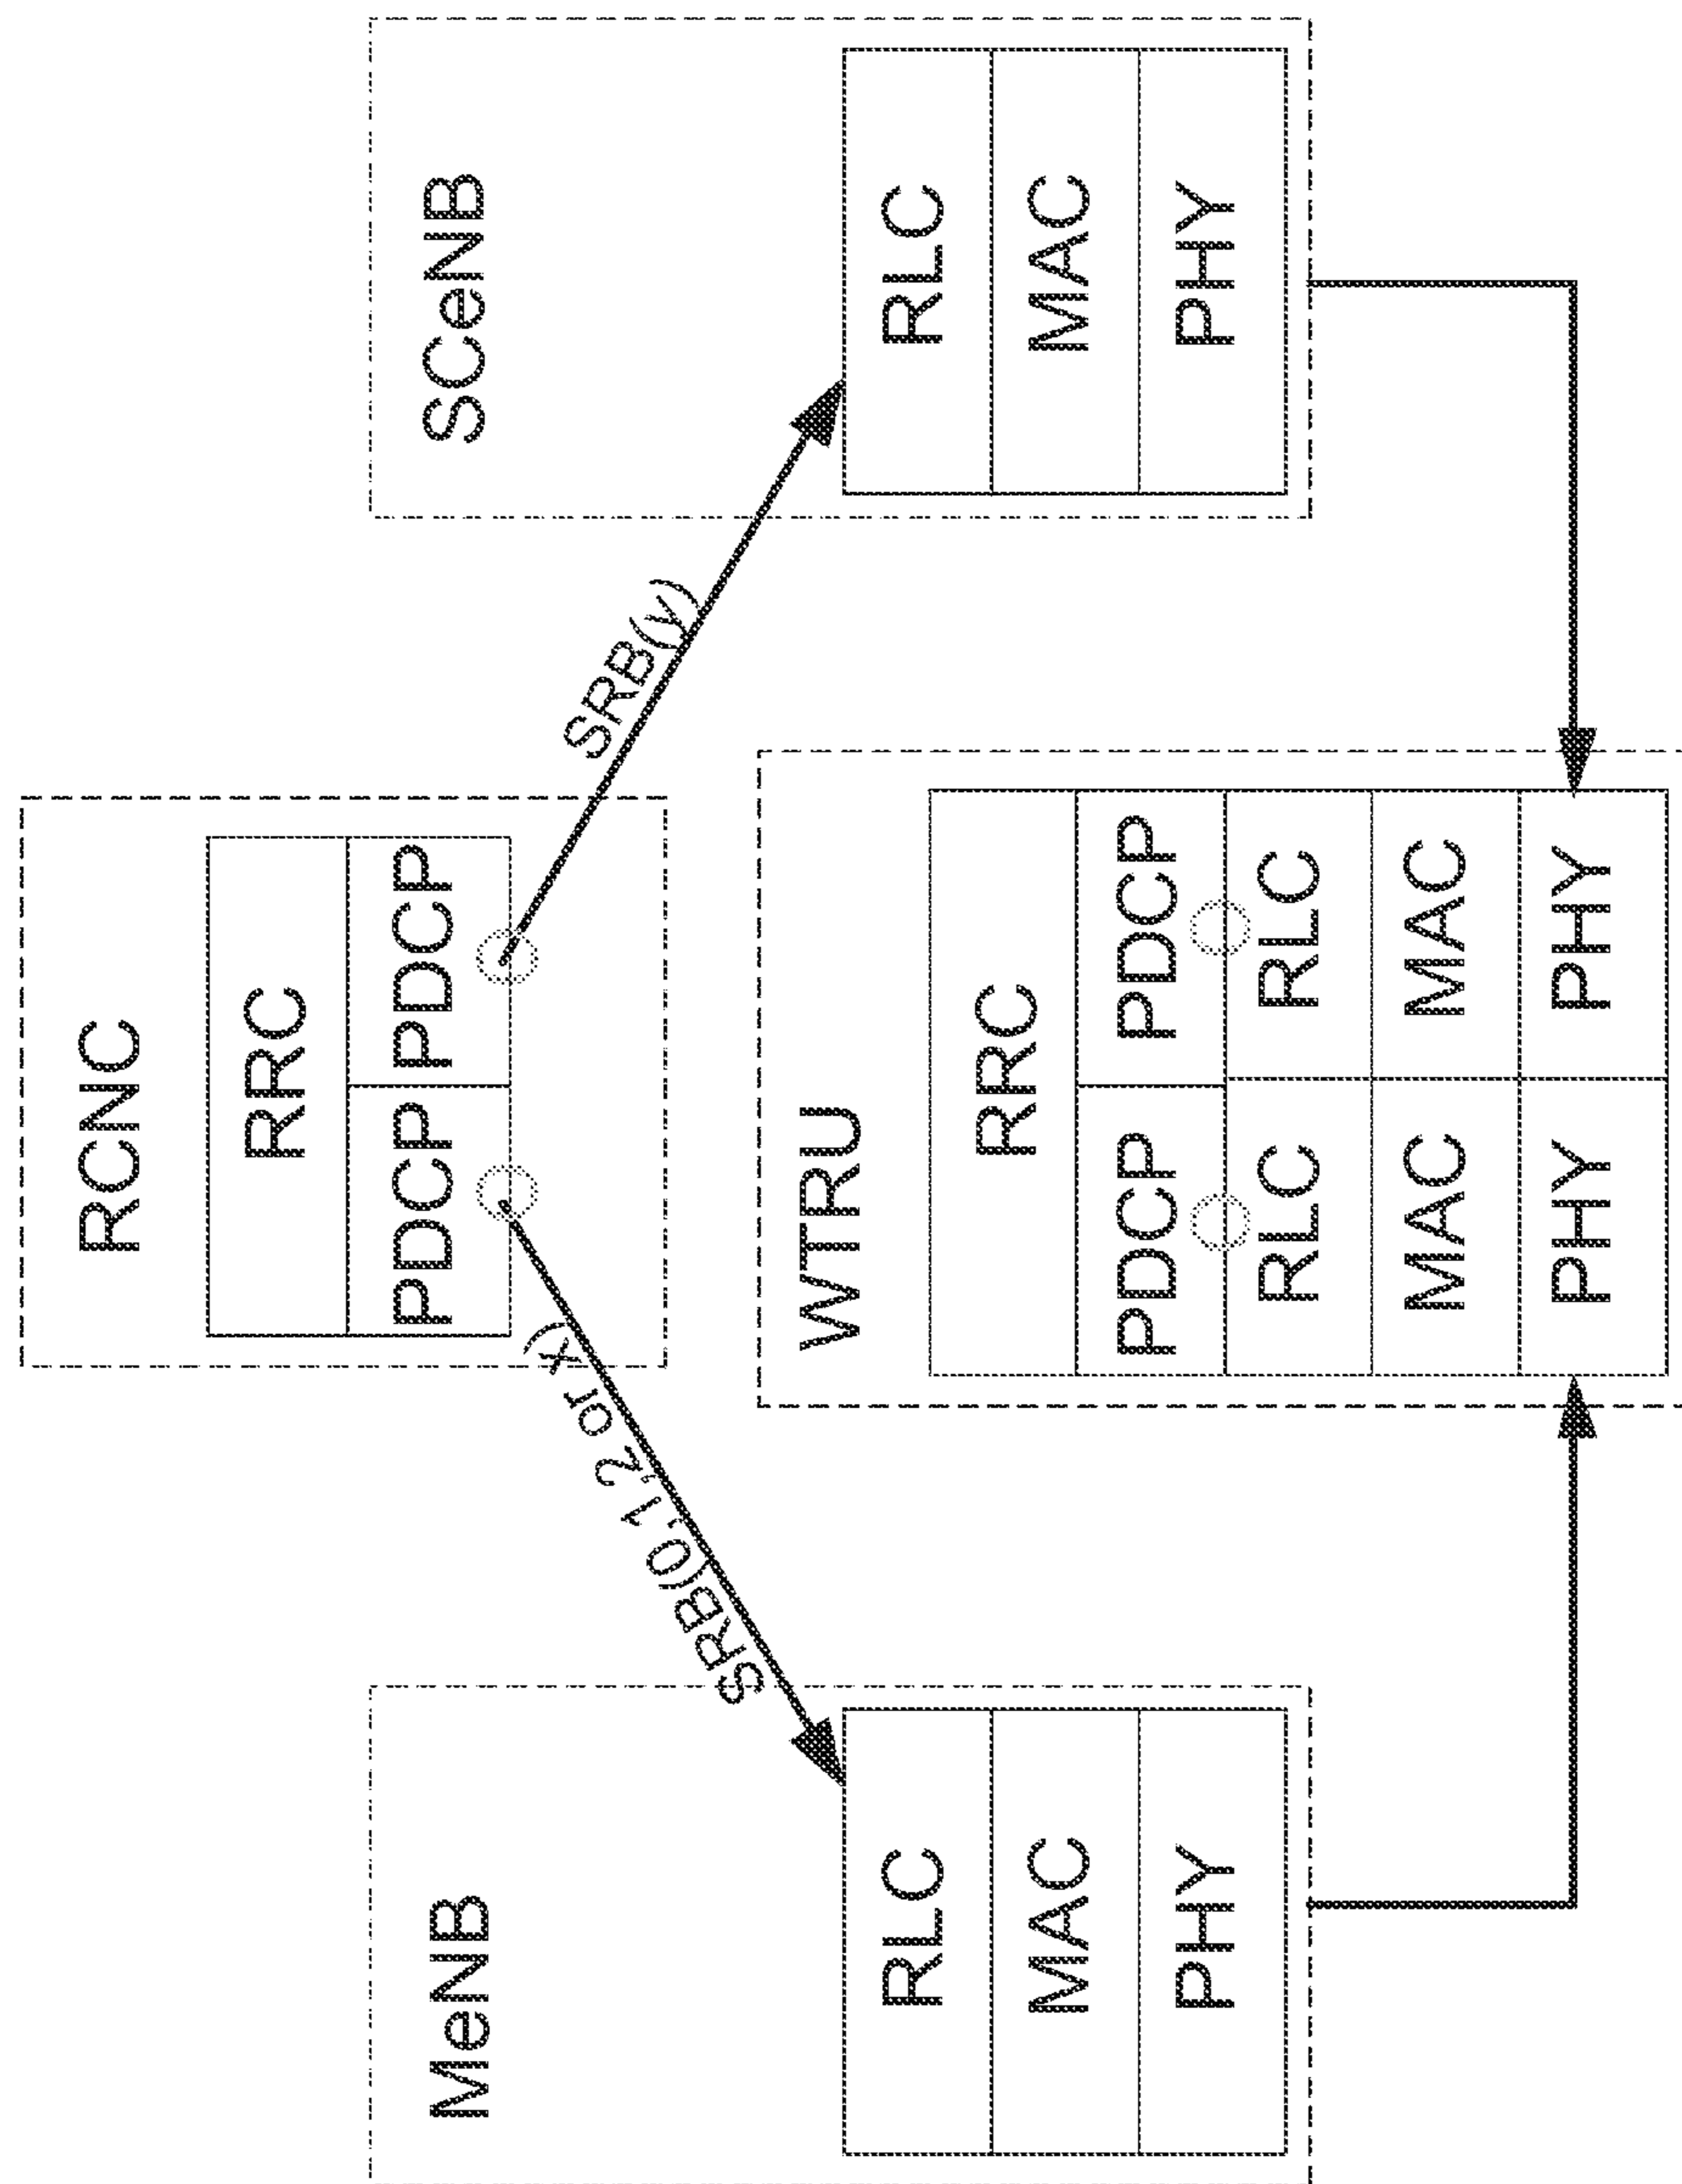 RCNC
RRC
PDCP
PDCP
SRB(0,1,2 or x)
SRB(y)
MeNB
RLC
MAC
PHY
WTRU
RRC
PDCP
PDCP
RLC
RLC
MAC
MAC
PHY
PHY
SCeNB
RLC
MAC
PHY